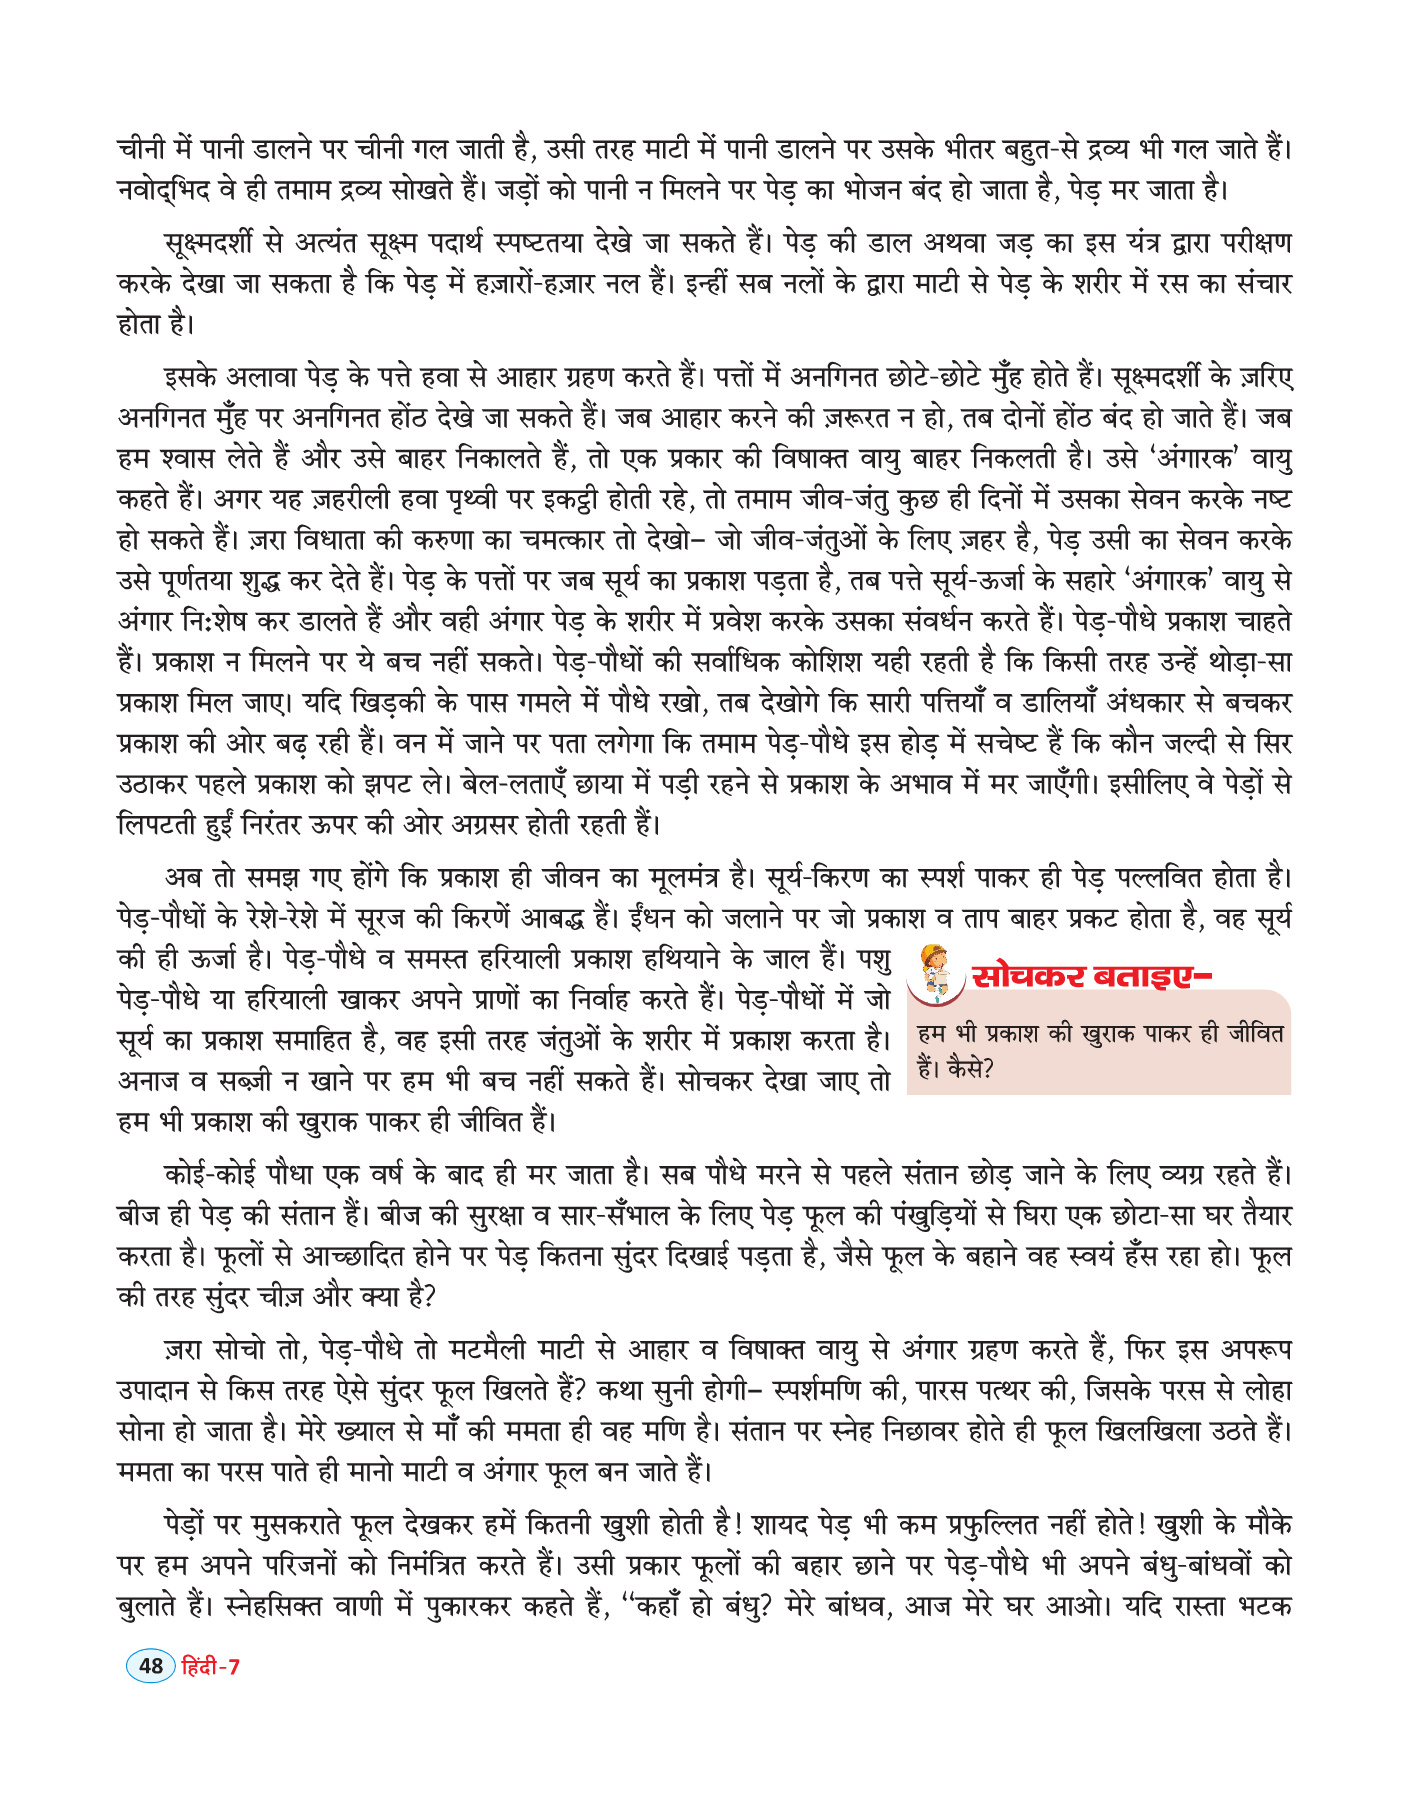 चीनी में पानी डालने पर चीनी गल जाती है, उसी तरह माटी में पानी डालने पर उसके भीतर बहुत-से द्रव्य भी गल जाते हैं।
नवोद्‌भिद वे ही तमाम द्रव्य सोखते हैं। जड़ों को पानी न मिलने पर पेड़ का भोजन बंद हो जाता है, पेड़ मर जाता है।
सूक्ष्मदर्शी से अत्यंत सूक्ष्म पदार्थ स्पष्टतया देखे जा सकते हैं। पेड़ की डाल अथवा जड़ का इस यंत्र द्वारा परीक्षण
करके देखा जा सकता है कि पेड़ में हज़ारों-हज़ार नल हैं। इन्हीं सब नलों के द्वारा माटी से पेड़ के शरीर में रस का संचार
होता है।
इसके अलावा पेड़ के पत्ते हवा से आहार ग्रहण करते हैं। पत्तों में अनगिनत छोटे-छोटे मुँह होते हैं। सूक्ष्मदर्शी के ज़रिए
अनगिनत मुँह पर अनगिनत होंठ देखे जा सकते हैं। जब आहार करने की ज़रूरत न हो, तब दोनों होंठ बंद हो जाते हैं। जब
हम श्वास लेते हैं और उसे बाहर निकालते हैं, तो एक प्रकार की विषाक्त वायु बाहर निकलती है। उसे ‘अंगारक’ वायु
कहते हैं। अगर यह ज़हरीली हवा पृथ्वी पर इकट्ठी होती रहे, तो तमाम जीव-जंतु कुछ ही दिनों में उसका सेवन करके नष्ट
हो सकते हैं। ज़रा विधाता की करुणा का चमत्कार तो देखो– जो जीव-जंतुओं के लिए ज़हर है, पेड़ उसी का सेवन करके
उसे पूर्णतया शुद्ध कर देते हैं। पेड़ के पत्तों पर जब सूर्य का प्रकाश पड़ता है, तब पत्ते सूर्य-ऊर्जा के सहारे ‘अंगारक’ वायु से
अंगार नि:शेष कर डालते हैं और वही अंगार पेड़ के शरीर में प्रवेश करके उसका संवर्धन करते हैं। पेड़-पौधे प्रकाश चाहते
हैं। प्रकाश न मिलने पर ये बच नहीं सकते। पेड़-पौधों की सर्वाधिक कोशिश यही रहती है कि किसी तरह उन्हें थोड़ा-सा
प्रकाश मिल जाए। यदि खिड़की के पास गमले में पौधे रखो, तब देखोगे कि सारी पत्तियाँ व डालियाँ अंधकार से बचकर
प्रकाश की ओर बढ़ रही हैं। वन में जाने पर पता लगेगा कि तमाम पेड़-पौधे इस होड़ में सचेष्ट हैं कि कौन जल्दी से सिर
उठाकर पहले प्रकाश को झपट ले। बेल-लताएँ छाया में पड़ी रहने से प्रकाश के अभाव में मर जाएँगी। इसीलिए वे पेड़ों से
लिपटती हुईं निरंतर ऊपर की ओर अग्रसर होती रहती हैं।
अब तो समझ गए होंगे कि प्रकाश ही जीवन का मूलमंत्र है। सूर्य-किरण का स्पर्श पाकर ही पेड़ पल्लवित होता है।
पेड़-पौधों के रेशे-रेशे में सूरज की किरणें आबद्ध हैं। ईंधन को जलाने पर जो प्रकाश व ताप बाहर प्रकट होता है, वह सूर्य
की ही ऊर्जा है। पेड़-पौधे व समस्त हरियाली प्रकाश हथियाने के जाल हैं। पशु
पेड़-पौधे या हरियाली खाकर अपने प्राणों का निर्वाह करते हैं। पेड़-पौधों में जो
सूर्य का प्रकाश समाहित है, वह इसी तरह जंतुओं के शरीर में प्रकाश करता है।
अनाज व सब्ज़ी न खाने पर हम भी बच नहीं सकते हैं। सोचकर देखा जाए तो
हम भी प्रकाश की खुराक पाकर ही जीवित हैं।
सोचकर बताइए–
हम भी प्रकाश की खुराक पाकर ही जीवित
हैं। कैसे?
कोई-कोई पौधा एक वर्ष के बाद ही मर जाता है। सब पौधे मरने से पहले संतान छोड़ जाने के लिए व्यग्र रहते हैं।
बीज ही पेड़ की संतान हैं। बीज की सुरक्षा व सार-सँभाल के लिए पेड़ फूल की पंखुड़ियों से घिरा एक छोटा-सा घर तैयार
करता है। फूलों से आच्छादित होने पर पेड़ कितना सुंदर दिखाई पड़ता है, जैसे फूल के बहाने वह स्वयं हँस रहा हो। फूल
की तरह सुंदर चीज़ और क्या है?
ज़रा सोचो तो, पेड़-पौधे तो मटमैली माटी से आहार व विषाक्त वायु से अंगार ग्रहण करते हैं, फिर इस अपरूप
उपादान से किस तरह ऐसे सुंदर फूल खिलते हैं? कथा सुनी होगी– स्पर्शमणि की, पारस पत्थर की, जिसके परस से लोहा
सोना हो जाता है। मेरे ख्याल से माँ की ममता ही वह मणि है। संतान पर स्नेह निछावर होते ही फूल खिलखिला उठते हैं।
ममता का परस पाते ही मानो माटी व अंगार फूल बन जाते हैं।
पेड़ों पर मुसकराते फूल देखकर हमें कितनी खुशी होती है! शायद पेड़ भी कम प्रफुल्लित नहीं होते! खुशी के मौके
पर हम अपने परिजनों को निमंत्रित करते हैं। उसी प्रकार फूलों की बहार छाने पर पेड़-पौधे भी अपने बंधु-बांधवों को
बुलाते हैं। स्नेहसिक्त वाणी में पुकारकर कहते हैं, “कहाँ हो बंधु? मेरे बांधव, आज मेरे घर आओ। यदि रास्ता भटक
48 हिंदी-7